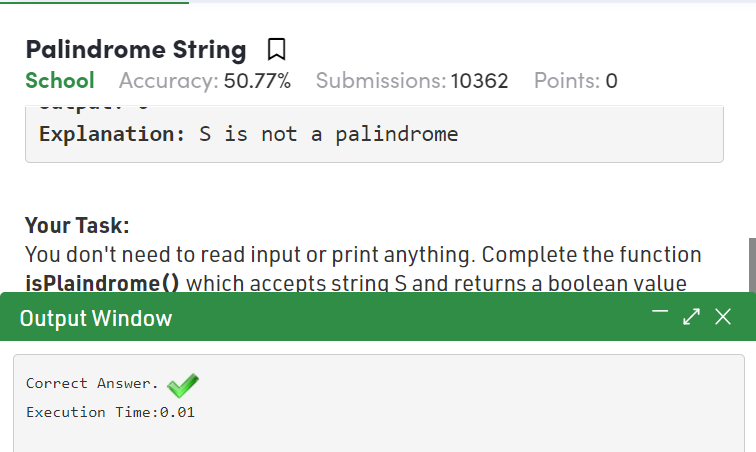 Palindrome String
School Accuracy: 50.77% Submissions: 10362 Points: 0
Explanation: S is not a palindrome
Your Task:
You don't need to read input or print anything. Complete the function
isPlaindrome() which accepts string S and returns a boolean value
Output Window
Correct Answer.
Execution Time:0.01